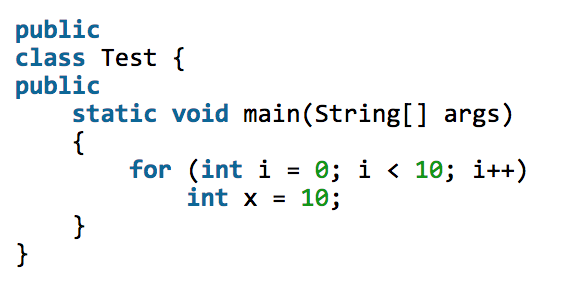 public
class Test {
public
    static void main(String[] args)
    {
        for (int i = 0; i < 10; i++)
            int x = 10;
    }
}